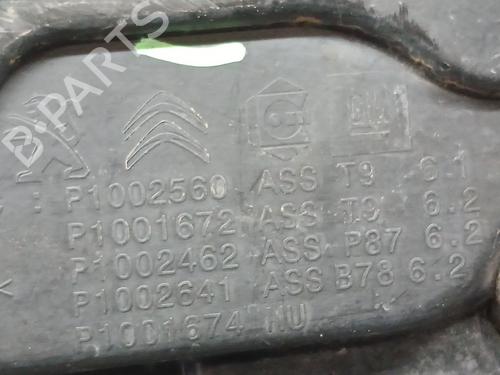 B-PARTS
GM
: P1002560 ASS T9 6.1
P1001672 ASS T9 6.2
P1002462 ASS P87 6.2
< P1002641 ASS B78 6.2
P1001674 NU